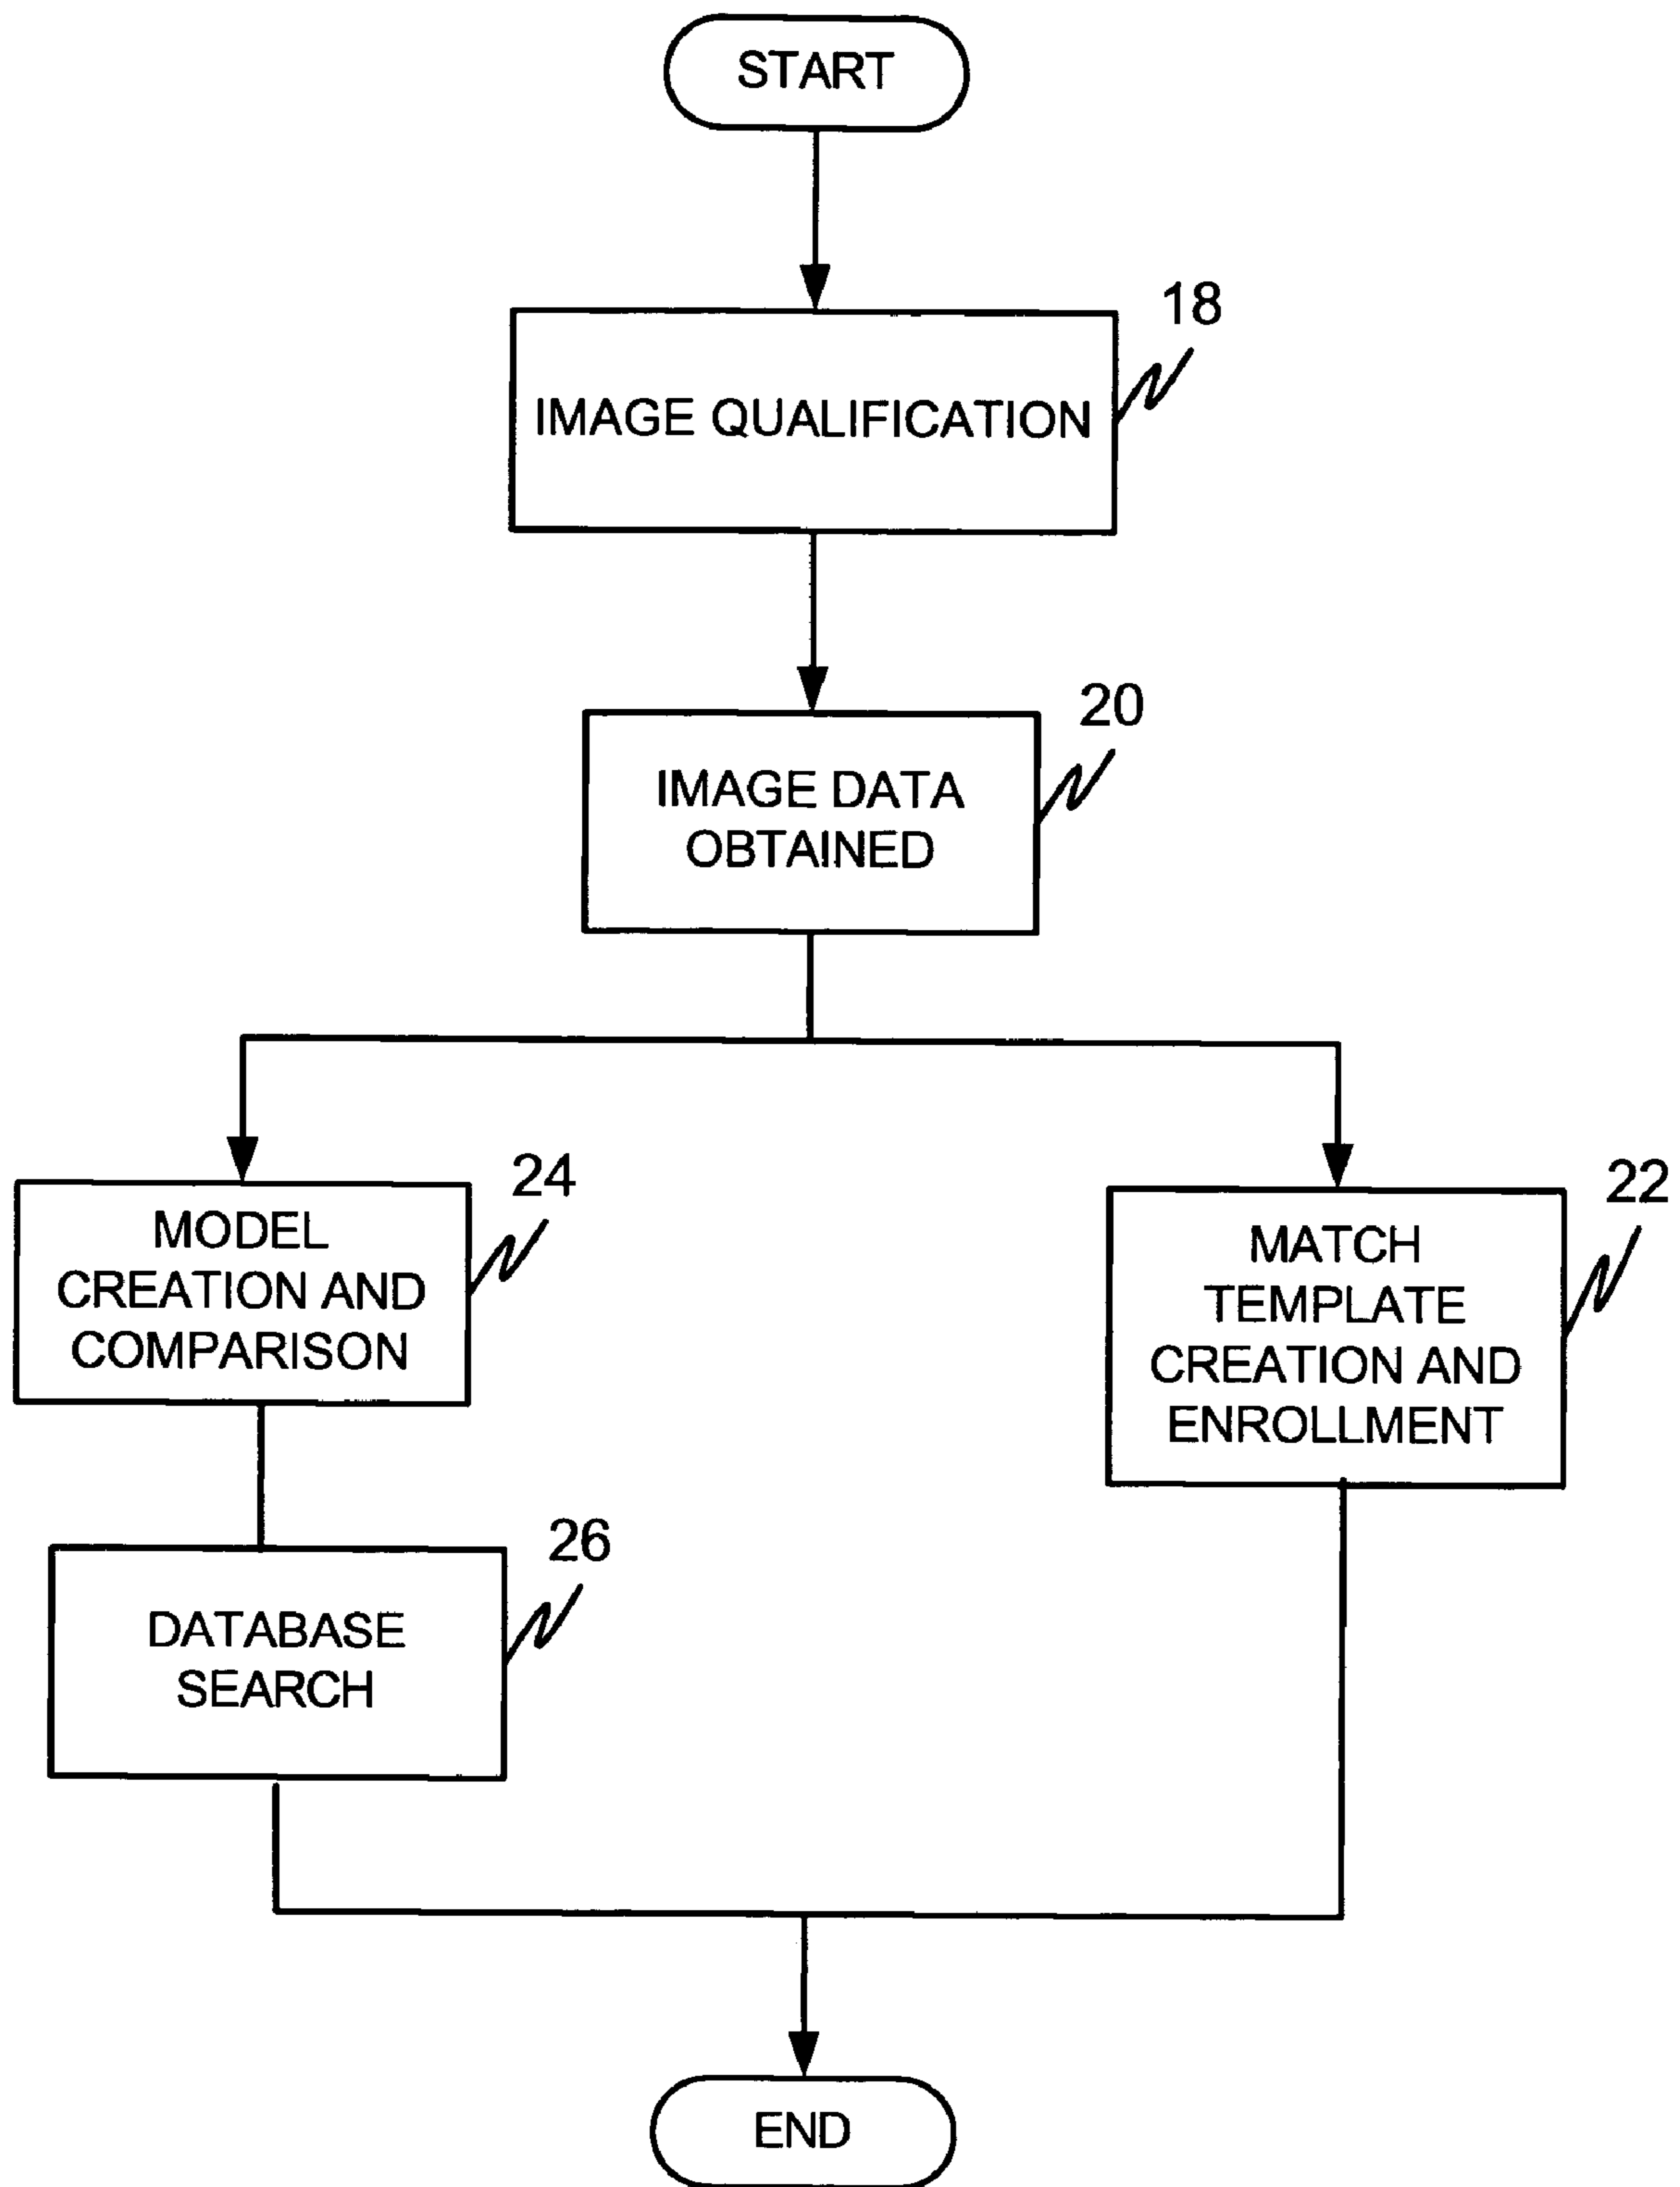 START
18
IMAGE QUALIFICATION
20
IMAGE DATA
OBTAINED
24
MODEL
CREATION AND
COMPARISON
22
MATCH
TEMPLATE
CREATION AND
ENROLLMENT
26
DATABASE
SEARCH
END